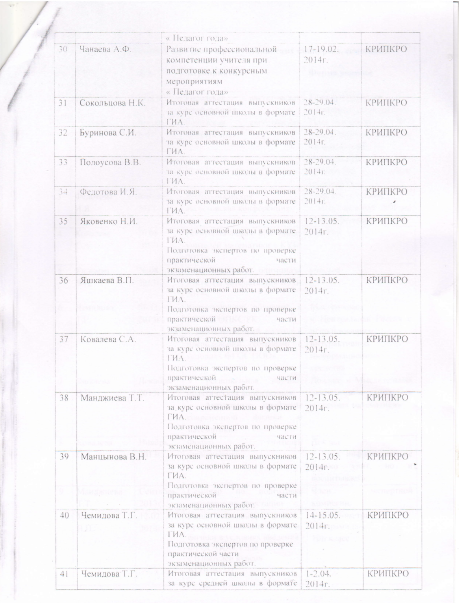 « Педагог года»
30 Чанаева А.Ф. Развитие профессиональной 17-19.02. КРИПКРО
компетенции учителя при 2014г.
подготовке к конкурсным
мероприятиям
« Педагог года»
31 Сокольцова Н.К. Итоговая аттестация выпускников 28-29.04. КРИПКРО
за курс основной школы в формате 2014г.
ГИА.
32 Буринова С.И. Итоговая аттестация выпускников 28-29.04. КРИПКРО
за курс основной школы в формате 2014г.
ГИА.
33 Полоусова В.В. Итоговая аттестация выпускников 28-29.04. КРИПКРО
за курс основной школы в формате 2014г.
ГИА.
34 Федотова И.Я. Итоговая аттестация выпускников 28-29.04. КРИПКРО
за курс основной школы в формате 2014г.
ГИА.
35 Яковенко Н.И. Итоговая аттестация выпускников 12-13.05. КРИПКРО
за курс основной школы в формате 2014г.
ГИА.
Подготовка экспертов по проверке
практической части
экзаменационных работ.
36 Яшкаева В.П. Итоговая аттестация выпускников 12-13.05. КРИПКРО
за курс основной школы в формате 2014г.
ГИА.
Подготовка экспертов по проверке
практической части
экзаменационных работ.
37 Ковалева С.А. Итоговая аттестация выпускников 12-13.05. КРИПКРО
за курс основной школы в формате 2014г.
ГИА.
Подготовка экспертов по проверке
практической части
экзаменационных работ.
38 Манджиева Т.Т. Итоговая аттестация выпускников 12-13.05. КРИПКРО
за курс основной школы в формате 2014г.
ГИА.
Подготовка экспертов по проверке
практической части
экзаменационных работ.
39 Манцынова В.Н. Итоговая аттестация выпускников 12-13.05. КРИПКРО
за курс основной школы в формате 2014г.
ГИА.
Подготовка экспертов по проверке
практической части
экзаменационных работ.
40 Чемидова Т.Г. Итоговая аттестация выпускников 14-15.05. КРИПКРО
за курс основной школы в формате 2014г.
ГИА.
Подготовка экспертов по проверке
практической части
экзаменационных работ.
41 Чемидова Т.Г. Итоговая аттестация выпускников 1-2.04. КРИПКРО
за курс средней школы в формате 2014г.